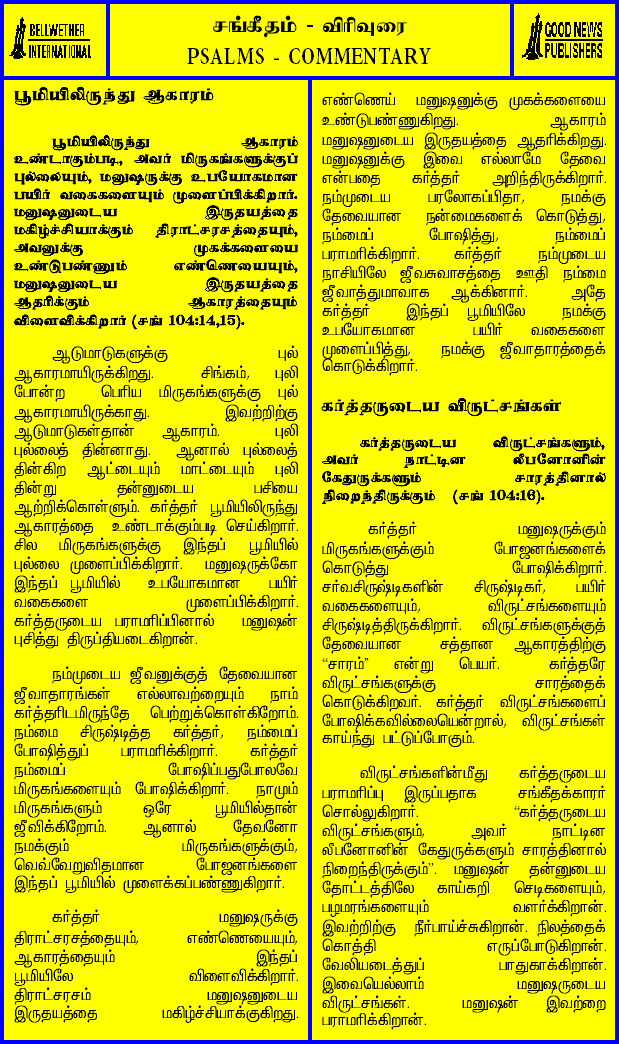 BELLWETHER
INTERNATIONAL
சங்கீதம் - விரிவுரை
PSALMS - COMMENTARY
GOOD NEWS
PUBLISHERS
பூமியிலிருந்து ஆகாரம்
பூமியிலிருந்து ஆகாரம்
உண்டாகும்படி, அவர் மிருகங்களுக்குப்
புல்லையும், மனுஷருக்கு உபயோகமான
பயிர் வகைகளையும் முளைப்பிக்கிறார்.
மனுஷனுடைய இருதயத்தை
மகிழ்ச்சியாக்கும் திராட்சரசத்தையும்,
அவனுக்கு முகக்களையை
உண்டுபண்ணும் எண்ணெயையும்,
மனுஷனுடைய இருதயத்தை
ஆதரிக்கும் ஆகாரத்தையும்
விளைவிக்கிறார் (சங் 104:14,15).
ஆடுமாடுகளுக்கு புல்
ஆகாரமாயிருக்கிறது. சிங்கம், புலி
போன்ற பெரிய மிருகங்களுக்கு புல்
ஆகாரமாயிருக்காது. இவற்றிற்கு
ஆடுமாடுகள்தான் ஆகாரம். புலி
புல்லைத் தின்னாது. ஆனால் புல்லைத்
தின்கிற ஆட்டையும் மாட்டையும் புலி
தின்று தன்னுடைய பசியை
ஆற்றிக்கொள்ளும். கர்த்தர் பூமியிலிருந்து
ஆகாரத்தை உண்டாக்கும்படி செய்கிறார்.
சில மிருகங்களுக்கு இந்தப் பூமியில்
புல்லை முளைப்பிக்கிறார். மனுஷருக்கோ
இந்தப் பூமியில் உபயோகமான பயிர்
வகைகளை முளைப்பிக்கிறார்.
கர்த்தருடைய பராமரிப்பினால் மனுஷன்
புசித்து திருப்தியடைகிறான்.
நம்முடைய ஜீவனுக்குத் தேவையான
ஜீவாதாரங்கள் எல்லாவற்றையும் நாம்
கர்த்தரிடமிருந்தே பெற்றுக்கொள்கிறோம்.
நம்மை சிருஷ்டித்த கர்த்தர், நம்மைப்
போஷித்துப் பராமரிக்கிறார். கர்த்தர்
நம்மைப் போஷிப்பதுபோலவே
மிருகங்களையும் போஷிக்கிறார். நாமும்
மிருகங்களும் ஒரே பூமியில்தான்
ஜீவிக்கிறோம். ஆனால் தேவனோ
நமக்கும் மிருகங்களுக்கும்,
வெவ்வேறுவிதமான போஜனங்களை
இந்தப் பூமியில் முளைக்கப்பண்ணுகிறார்.
கர்த்தர் மனுஷருக்கு
திராட்சரசத்தையும், எண்ணெயையும்,
ஆகாரத்தையும் இந்தப்
பூமியிலே விளைவிக்கிறார்.
திராட்சரசம் மனுஷனுடைய
இருதயத்தை மகிழ்ச்சியாக்குகிறது.
எண்ணெய் மனுஷனுக்கு முகக்களையை
உண்டுபண்ணுகிறது. ஆகாரம்
மனுஷனுடைய இருதயத்தை ஆதரிக்கிறது.
மனுஷனுக்கு இவை எல்லாமே தேவை
என்பதை கர்த்தர் அறிந்திருக்கிறார்.
நம்முடைய பரலோகப்பிதா, நமக்கு
தேவையான நன்மைகளைக் கொடுத்து,
நம்மைப் போஷித்து, நம்மைப்
பராமரிக்கிறார். கர்த்தர் நம்முடைய
நாசியிலே ஜீவசுவாசத்தை ஊதி நம்மை
ஜீவாத்துமாவாக ஆக்கினார். அதே
கர்த்தர் இந்தப் பூமியிலே நமக்கு
உபயோகமான பயிர் வகைகளை
முளைப்பித்து, நமக்கு ஜீவாதாரத்தைக்
கொடுக்கிறார்.
கர்த்தருடைய விருட்சங்கள்
கர்த்தருடைய விருட்சங்களும்,
அவர் நாட்டின லீபனோனின்
கேதுருக்களும் சாரத்தினால்
நிறைந்திருக்கும் (சங் 104:16).
கர்த்தர் மனுஷருக்கும்
மிருகங்களுக்கும் போஜனங்களைக்
கொடுத்து போஷிக்கிறார்.
சர்வசிருஷ்டிகளின் சிருஷ்டிகர், பயிர்
வகைகளையும், விருட்சங்களையும்
சிருஷ்டித்திருக்கிறார். விருட்சங்களுக்குத்
தேவையான சத்தான ஆகாரத்திற்கு
“சாரம்” என்று பெயர். கர்த்தரே
விருட்சங்களுக்கு சாரத்தைக்
கொடுக்கிறவர். கர்த்தர் விருட்சங்களைப்
போஷிக்கவில்லையென்றால், விருட்சங்கள்
காய்ந்து பட்டுப்போகும்.
விருட்சங்களின்மீது கர்த்தருடைய
பராமரிப்பு இருப்பதாக சங்கீதக்காரர்
சொல்லுகிறார். “கர்த்தருடைய
விருட்சங்களும், அவர் நாட்டின
லீபனோனின் கேதுருக்களும் சாரத்தினால்
நிறைந்திருக்கும்”. மனுஷன் தன்னுடைய
தோட்டத்திலே காய்கறி செடிகளையும்,
பழமரங்களையும் வளர்க்கிறான்.
இவற்றிற்கு நீர்பாய்ச்சுகிறான். நிலத்தைக்
கொத்தி எருப்போடுகிறான்.
வேலியடைத்துப் பாதுகாக்கிறான்.
இவையெல்லாம் மனுஷருடைய
விருட்சங்கள். மனுஷன் இவற்றை
பராமரிக்கிறான்.